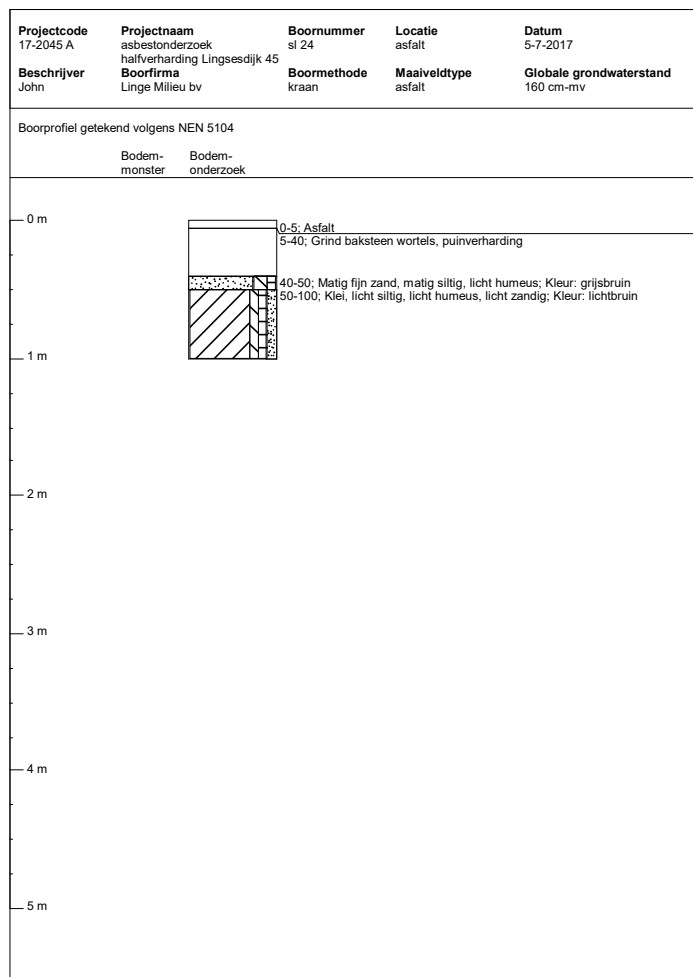 Projectcode Projectnaam Boornummer Locatie Datum
17-2045 A asbestonderzoek sl 24 asfalt 5-7-2017
halfverharding Lingsesdijk 45
Beschrijver Boorfirma Boormethode Maaiveldtype Globale grondwaterstand
John Linge Milieu bv kraan asfalt 160 cm-mv
Boorprofiel getekend volgens NEN 5104
Bodem- Bodem-
monster onderzoek
0 m
0-5; Asfalt
5-40; Grind baksteen wortels, puinverharding
40-50; Matig fijn zand, matig siltig, licht humeus; Kleur: grijsbruin
50-100; Klei, licht siltig, licht humeus, licht zandig; Kleur: lichtbruin
1 m
2 m
3 m
4 m
5 m